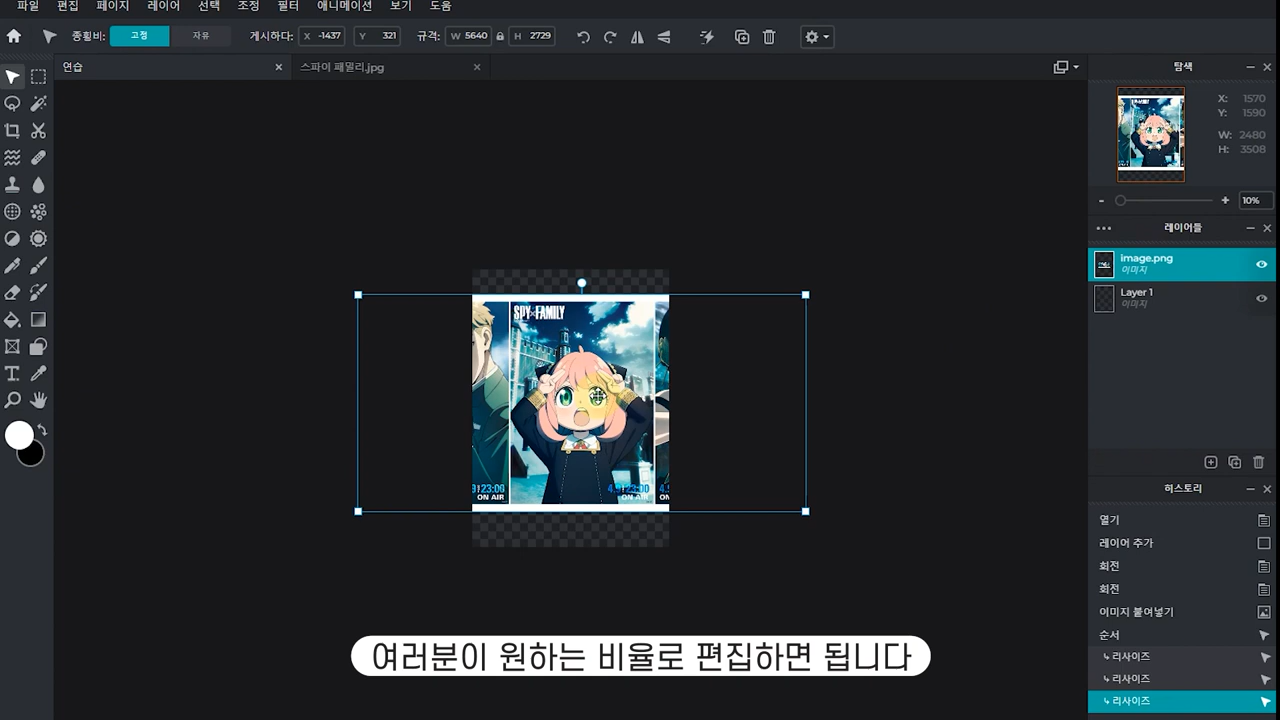 파일 편집 페이지 레이어 선택 조정 필터 애니메이션 보기 도움
종횡비: 고정 자유 게시하다: X -1437 Y 321 규격: W 5640 H 2729
연습 스파이 패밀리.jpg
탐색
X: 1570
Y: 1590
W: 2480
H: 3508
- + 10%
레이어들
image.png
이미지
Layer 1
이미지
SPY×FAMILY
4.9 23:00
ON AIR
히스토리
열기
레이어 추가
회전
회전
이미지 붙여넣기
순서
↳ 리사이즈
↳ 리사이즈
↳ 리사이즈
여러분이 원하는 비율로 편집하면 됩니다